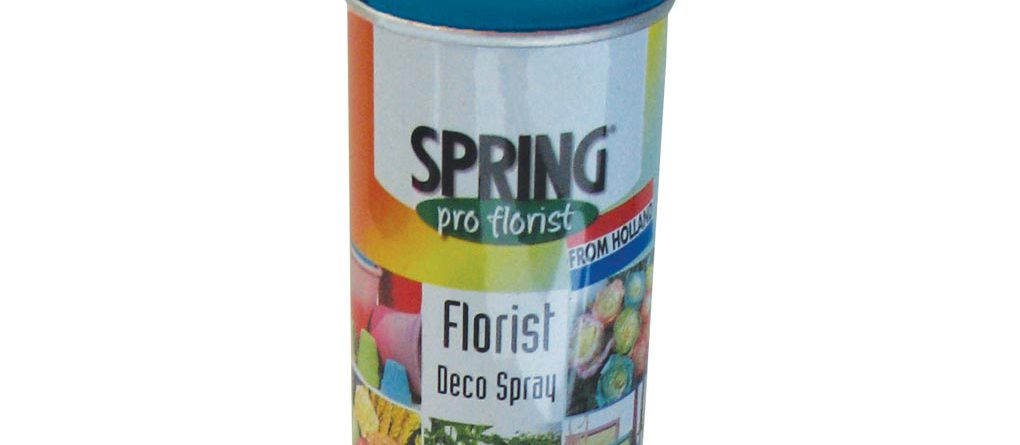 SPRING®
pro florist
FROM HOLLAND
Florist
Deco Spray